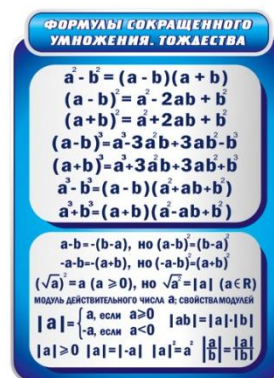 ФОРМУЛЫ СОКРАЩЕННОГО
УМНОЖЕНИЯ. ТОЖДЕСТВА
a²-b²=(a-b)(a+b)
(a-b)²=a²-2ab+b²
(a+b)²=a²+2ab+b²
(a-b)³=a³-3a²b+3ab²-b³
(a+b)³=a³+3a²b+3ab²+b³
a³-b³=(a-b)(a²+ab+b²)
a³+b³=(a+b)(a²-ab+b²)
a-b=-(b-a), но (a-b)²=(b-a)²
-a-b=-(a+b), но (-a-b)²=(a+b)²
(√a)²=a (a≥0), но √a²=|a| (a∈R)
МОДУЛЬ ДЕЙСТВИТЕЛЬНОГО ЧИСЛА a; СВОЙСТВА МОДУЛЕЙ
|a|={a, если a≥0
-a, если a<0
|ab|=|a|·|b|
|a|≥0 |a|=|-a| |a|²=a² |a/b|=|a|/|b|